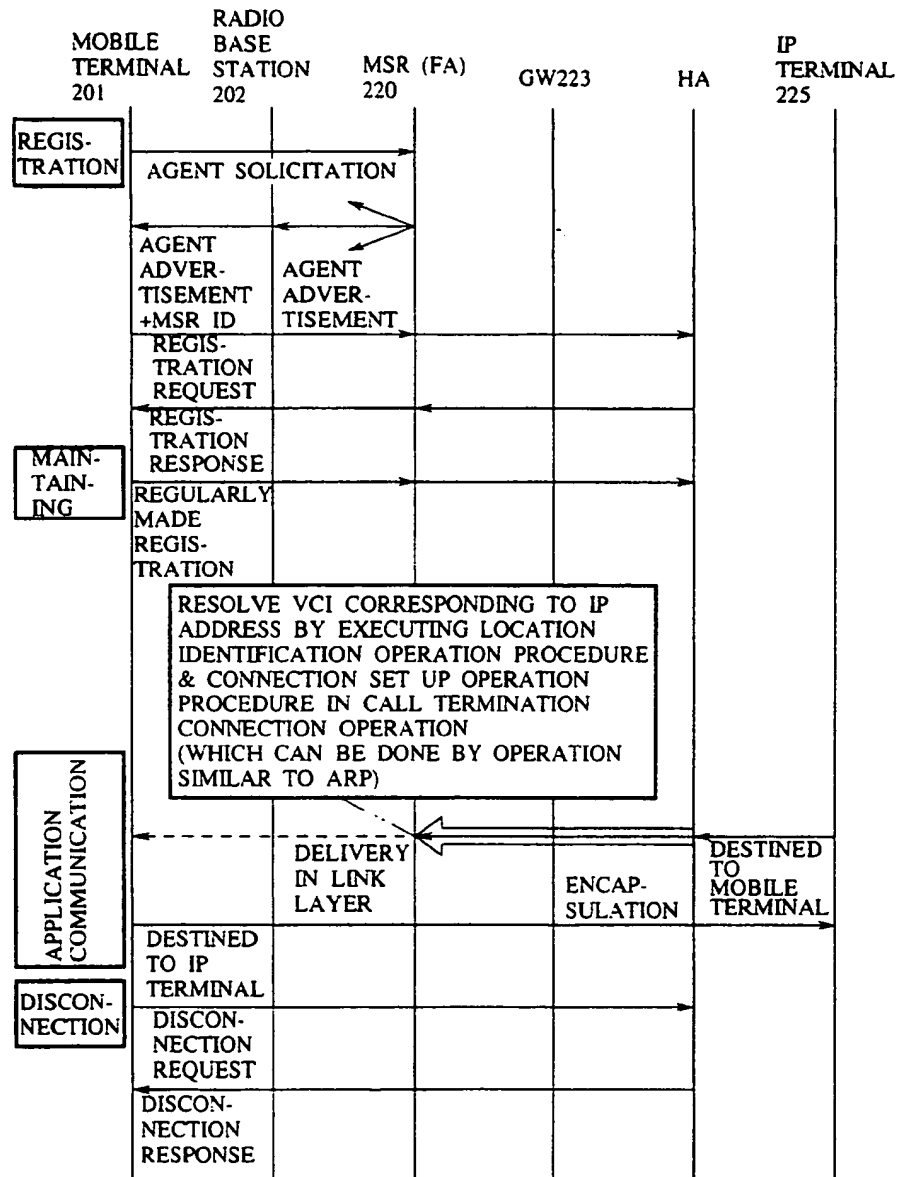 MOBILE
TERMINAL
201
RADIO
BASE
STATION
202
MSR (FA)
220
GW223
HA
IP
TERMINAL
225
REGIS-
TRATION
AGENT SOLICITATION
AGENT
ADVER-
TISEMENT
+MSR ID
AGENT
ADVER-
TISEMENT
REGIS-
TRATION
REQUEST
REGIS-
TRATION
RESPONSE
MAIN-
TAIN-
ING
REGULARLY
MADE
REGIS-
TRATION
RESOLVE VCI CORRESPONDING TO IP
ADDRESS BY EXECUTING LOCATION
IDENTIFICATION OPERATION PROCEDURE
& CONNECTION SET UP OPERATION
PROCEDURE IN CALL TERMINATION
CONNECTION OPERATION
(WHICH CAN BE DONE BY OPERATION
SIMILAR TO ARP)
APPLICATION
COMMUNICATION
DELIVERY
IN LINK
LAYER
ENCAP-
SULATION
DESTINED
TO
MOBILE
TERMINAL
DESTINED
TO IP
TERMINAL
DISCON-
NECTION
DISCON-
NECTION
REQUEST
DISCON-
NECTION
RESPONSE